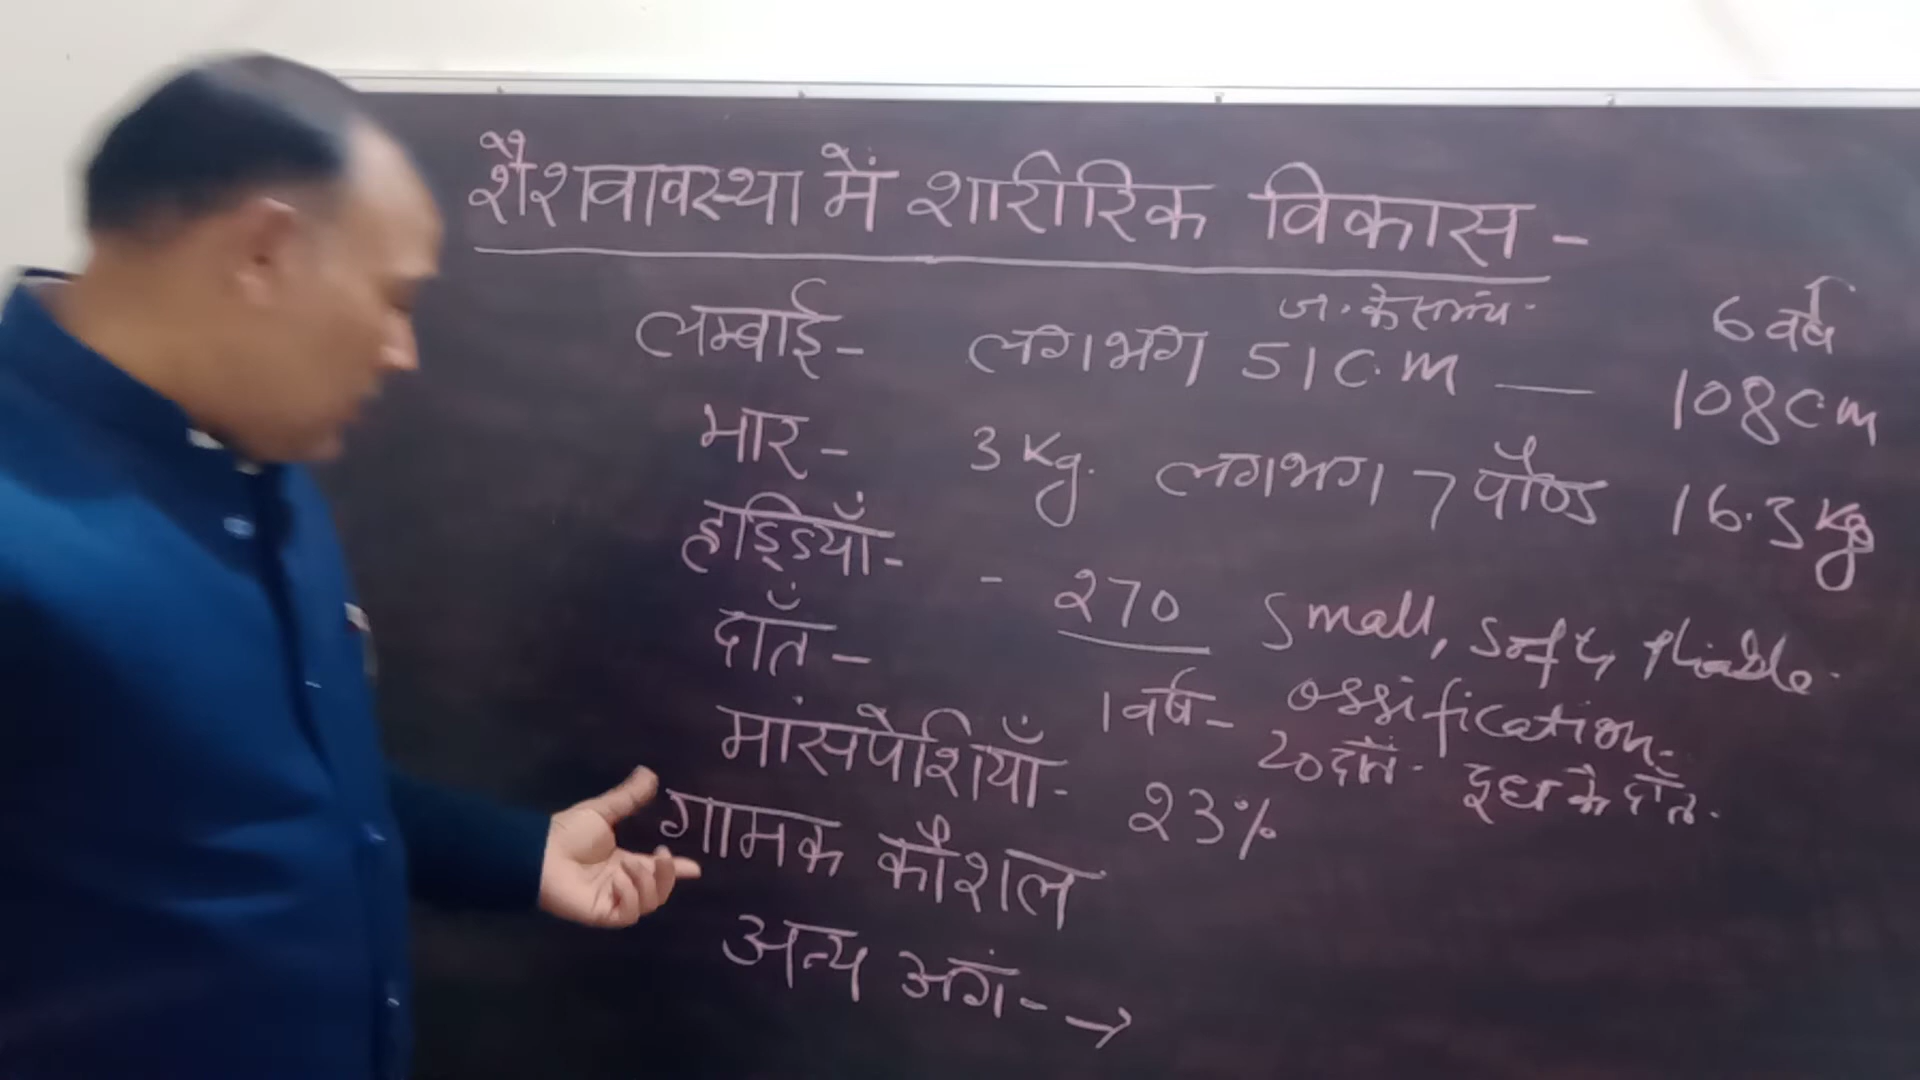 शैशवावस्था में शारीरिक विकास -
ज. के समय. 6 वर्ष
लम्बाई - लगभग 51 c.m — 108 c.m
भार - 3 Kg. लगभग 7 पौण्ड 16.3 Kg
हड्डियाँ - - 270 Small, Soft, Pliable.
ossification -
दाँत - 1 वर्ष - 20 दाँत. दूध के दाँत.
मांसपेशियाँ - 23%
गामक कौशल
अन्य अगं - →